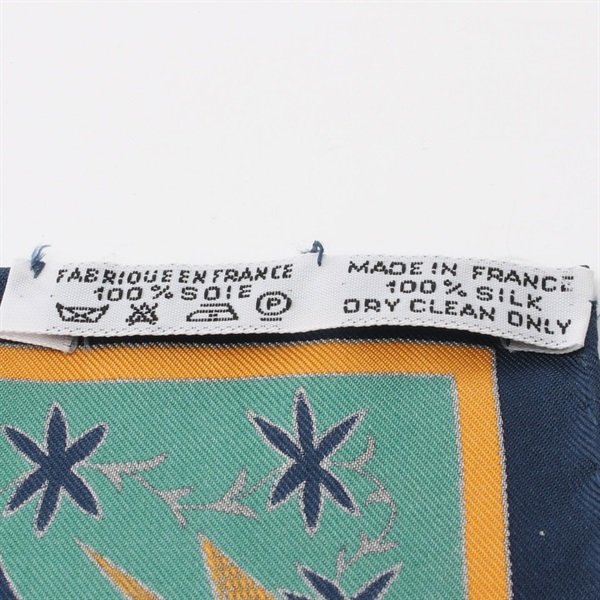 FABRIQUE EN FRANCE
100% SOIE
P
MADE IN FRANCE
100% SILK
DRY CLEAN ONLY